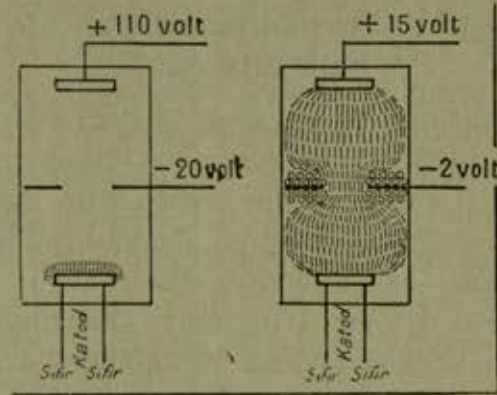 + 110 volt
+ 15 volt
− 20 volt
− 2 volt
Katod
Sıfır Sıfır
Katod
Sıfır Sıfır